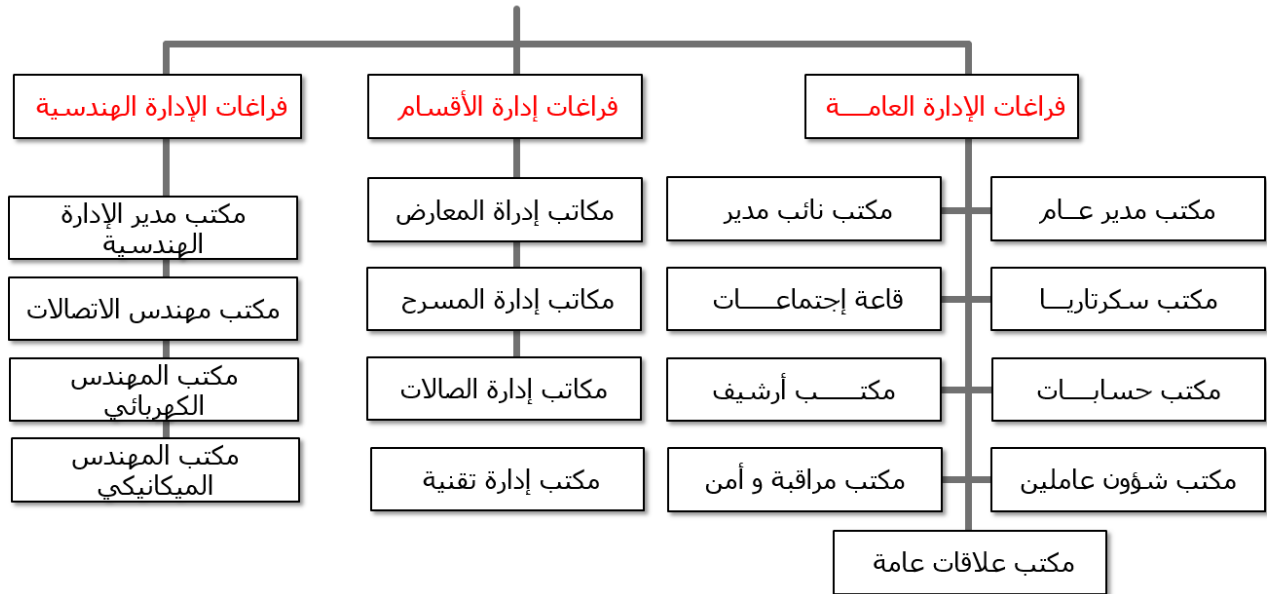 فراغات الإدارة العامـــة
مكتب مدير عــام
مكتب نائب مدير
مكتب سكرتاريــا
قاعة إجتماعــــات
مكتب حسابـــات
مكتـــــب أرشيف
مكتب شؤون عاملين
مكتب مراقبة و أمن
مكتب علاقات عامة
فراغات إدارة الأقسام
مكاتب إدراة المعارض
مكاتب إدارة المسرح
مكاتب إدارة الصالات
مكتب إدارة تقنية
فراغات الإدارة الهندسية
مكتب مدير الإدارة
الهندسية
مكتب مهندس الاتصالات
مكتب المهندس
الكهربائي
مكتب المهندس
الميكانيكي